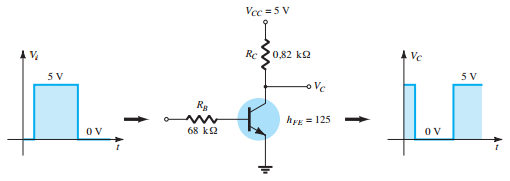 V_CC = 5 V
R_C 0,82 kΩ
V_i
5 V
0 V
t
R_B
68 kΩ
V_C
h_FE = 125
V_C
5 V
0 V
t